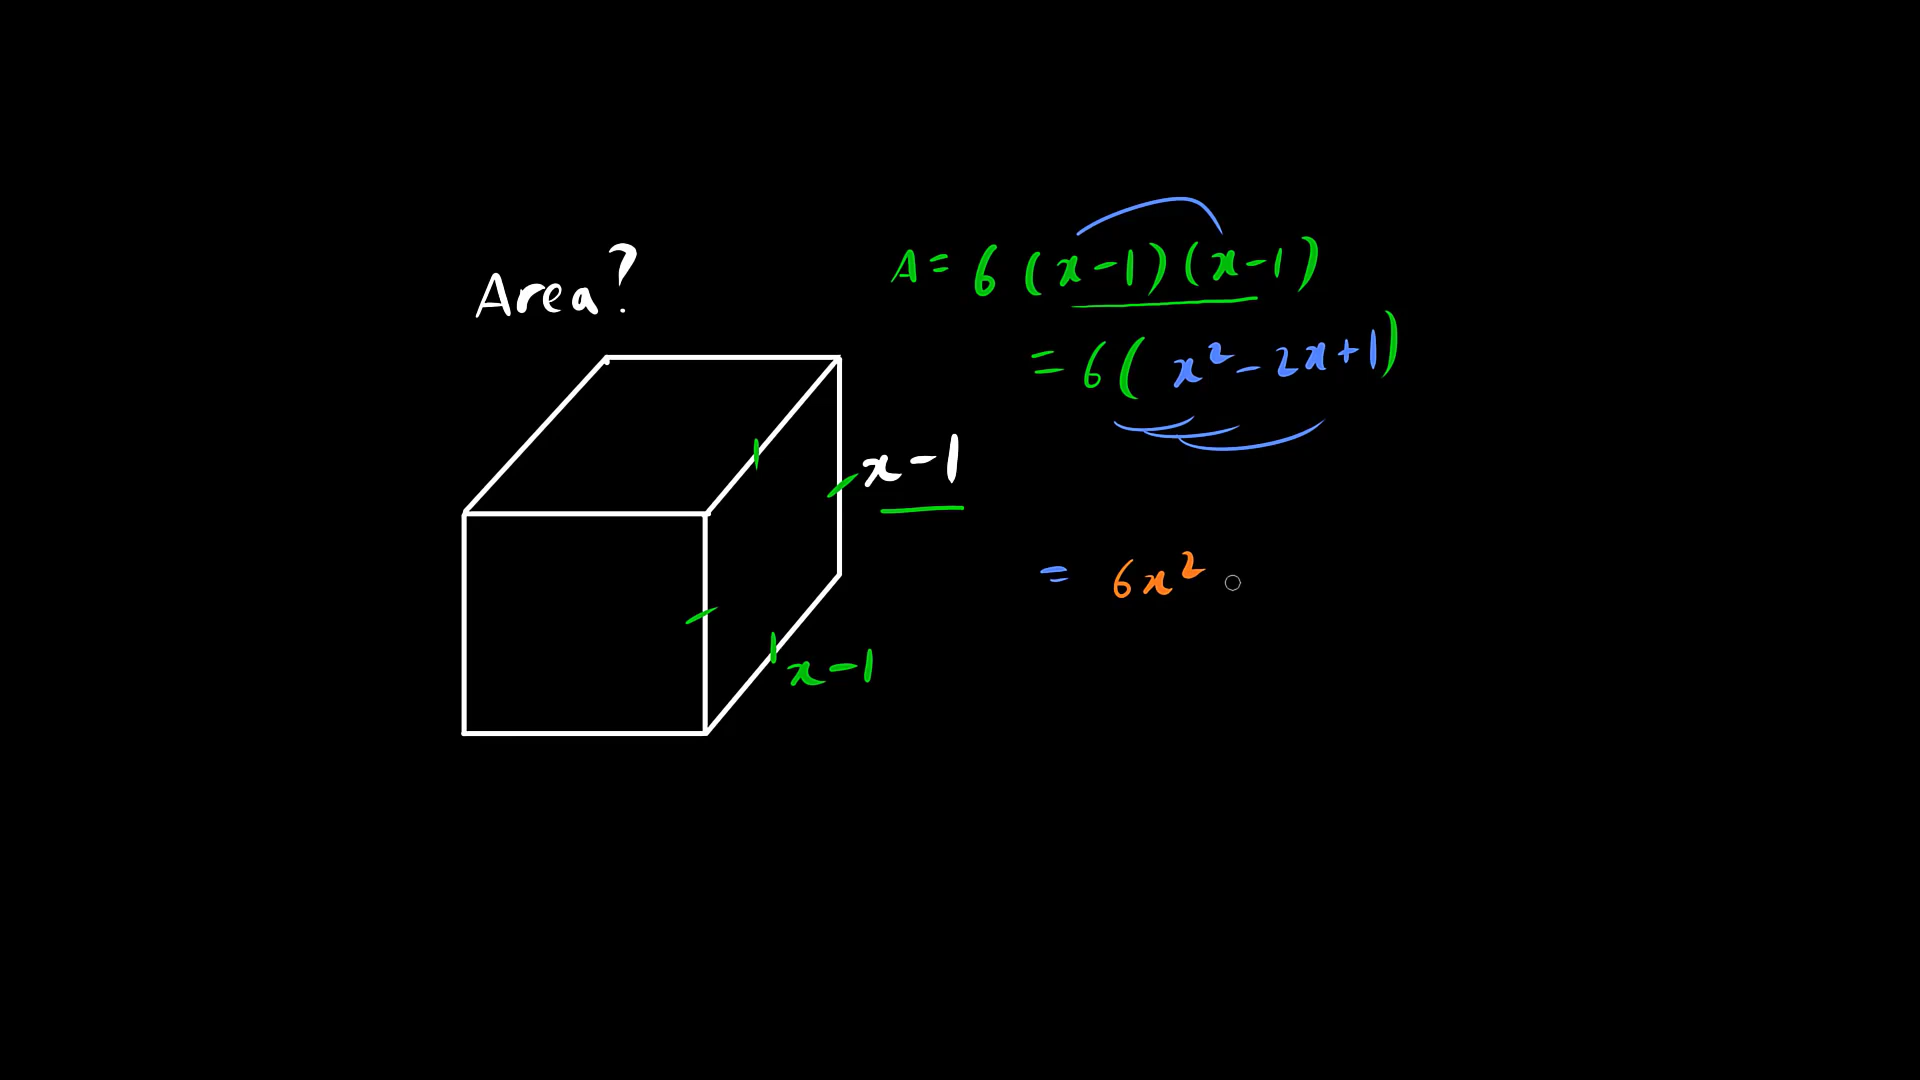 Area?
A = 6 (x-1)(x-1)
= 6 ( x² - 2x + 1)
x-1
= 6x²
x-1